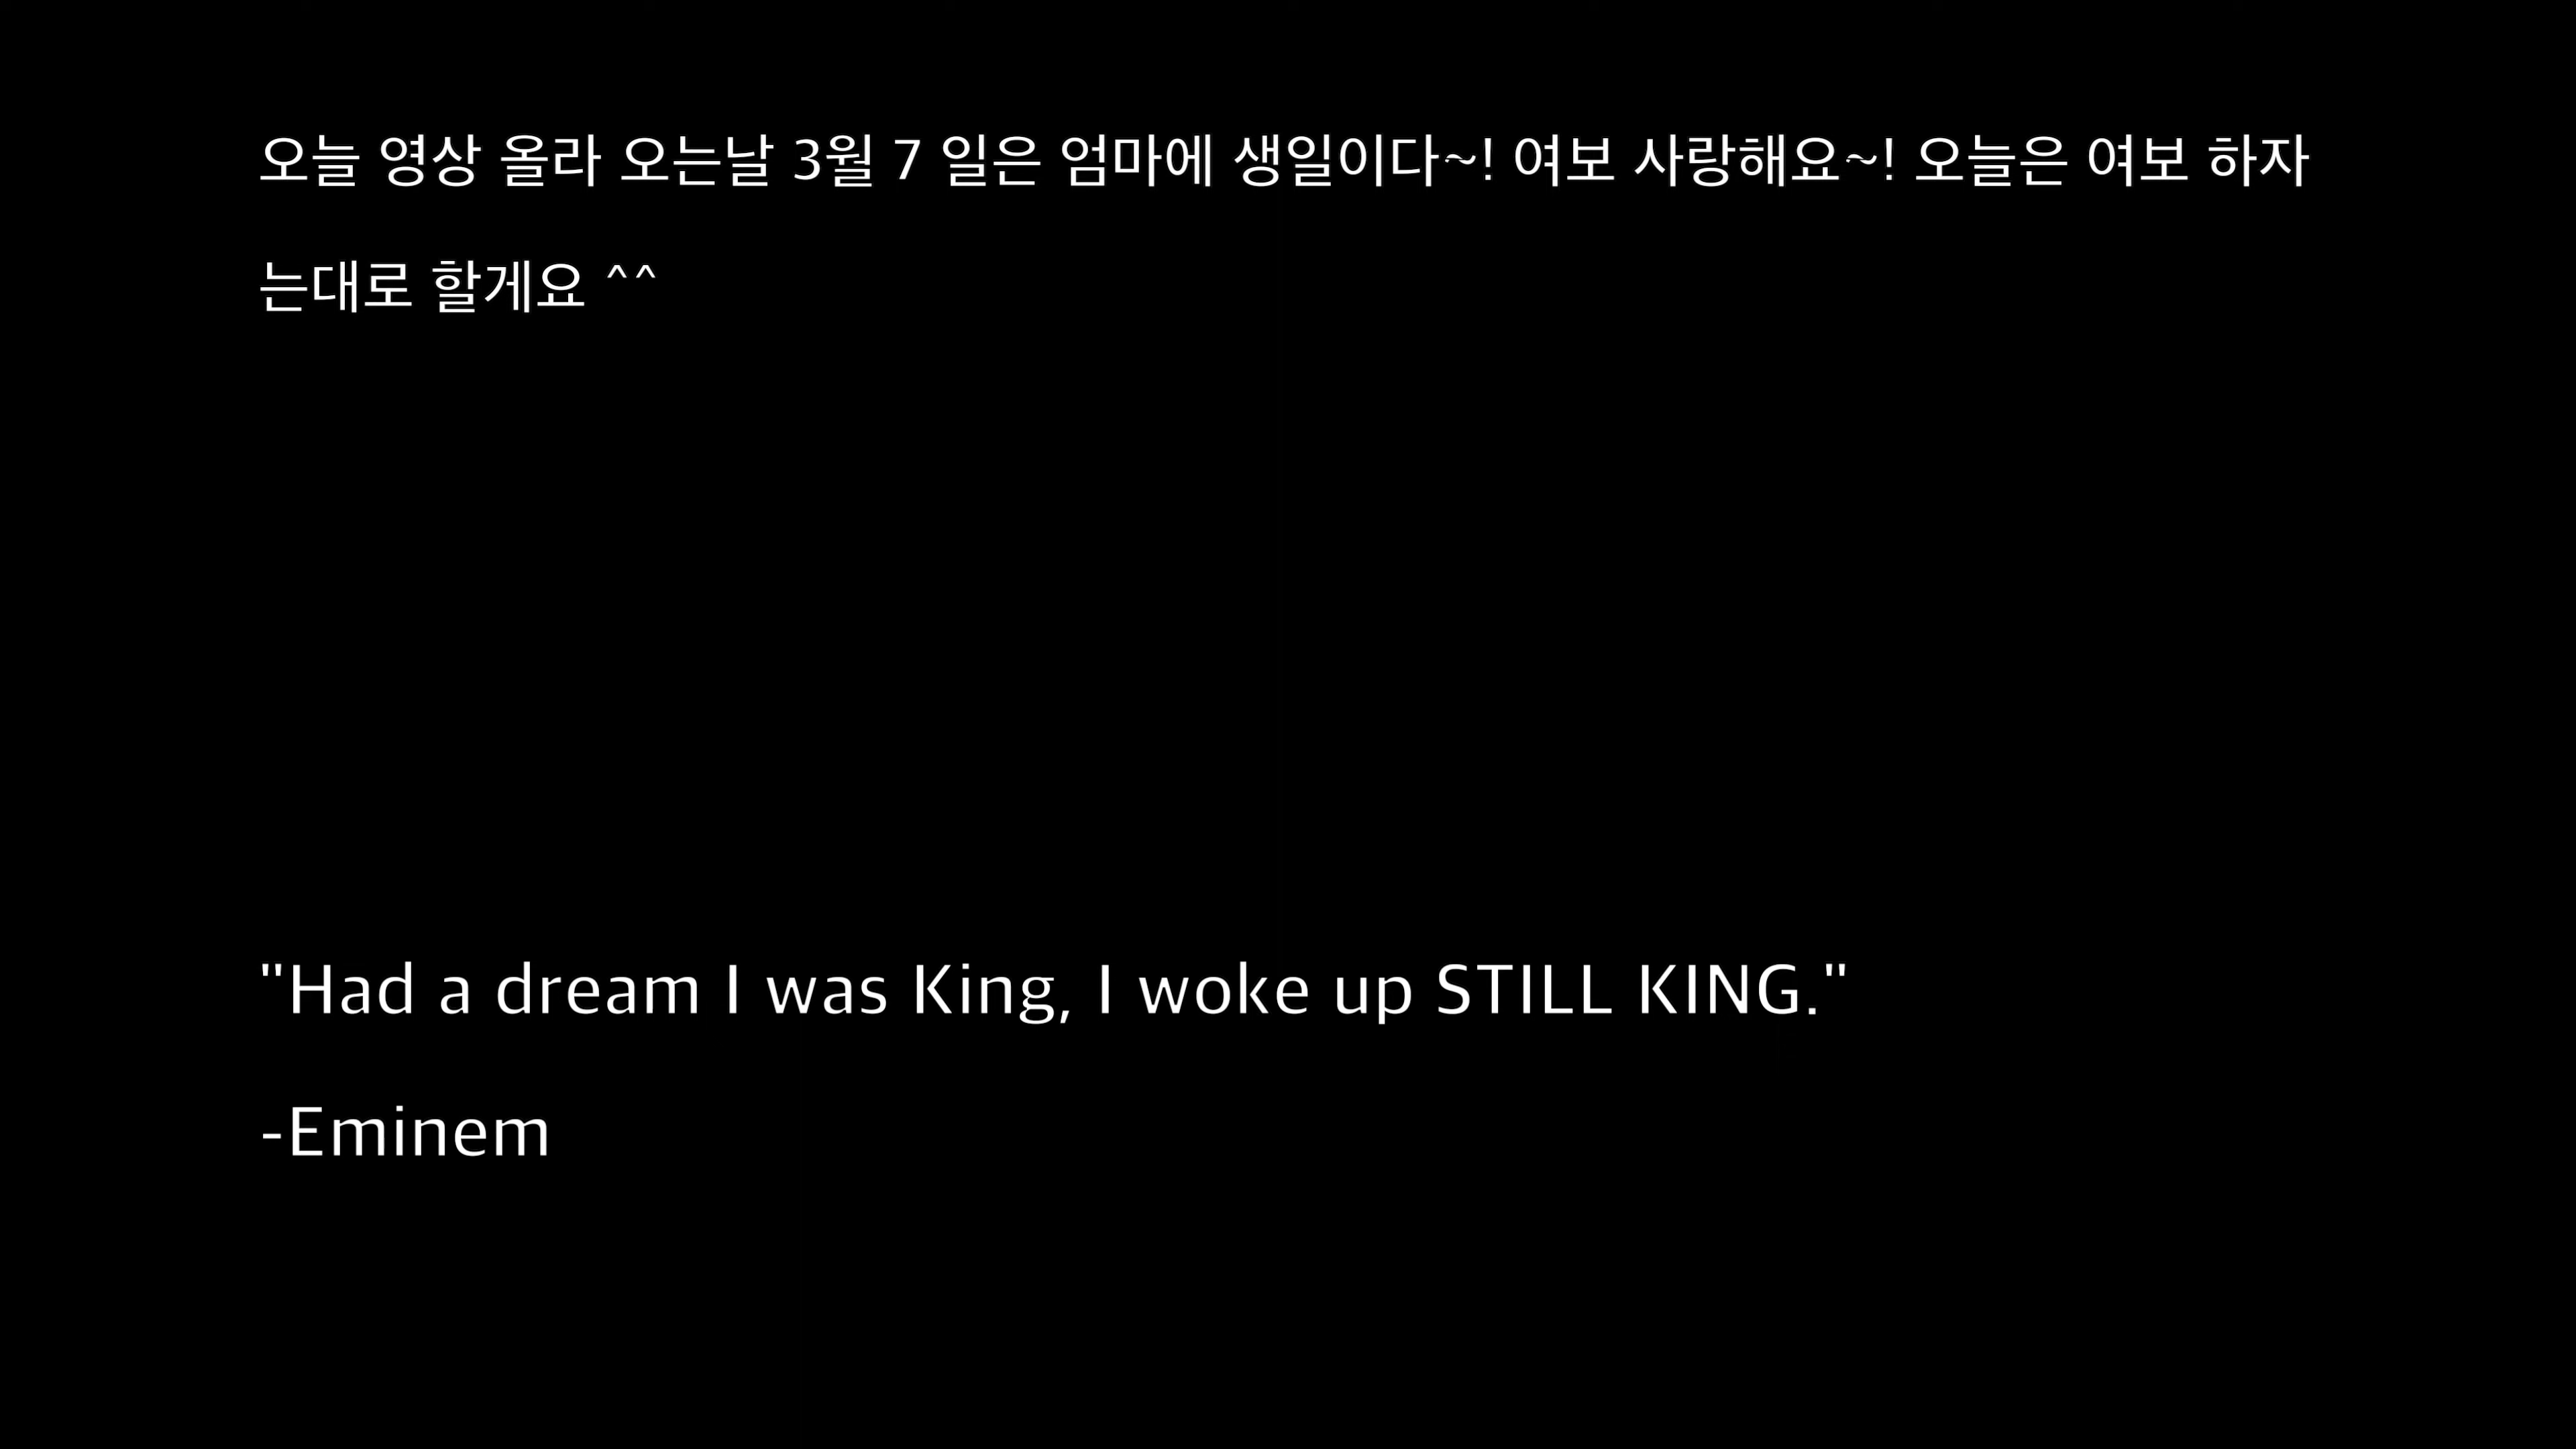 오늘 영상 올라 오는날 3월 7 일은 엄마에 생일이다~! 여보 사랑해요~! 오늘은 여보 하자
는대로 할게요 ^^
"Had a dream I was King, I woke up STILL KING."
-Eminem